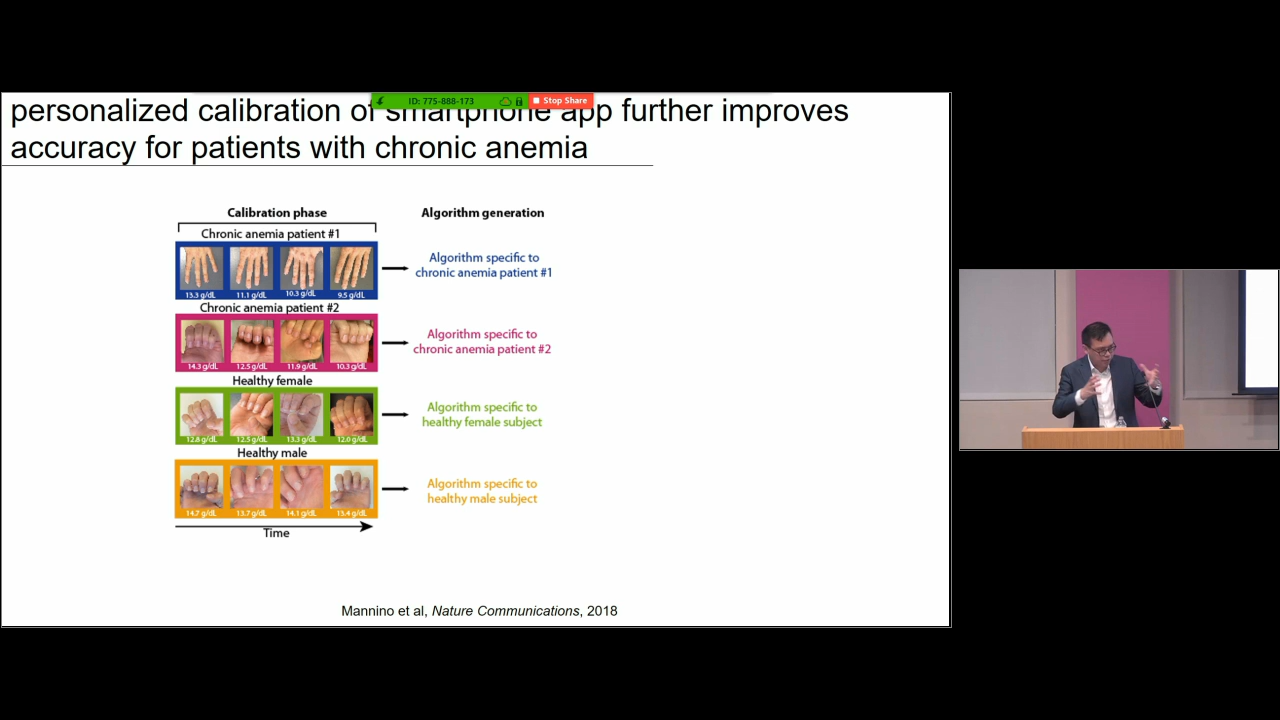 ID: 775-888-173
Stop Share
personalized calibration of smartphone app further improves
accuracy for patients with chronic anemia
Calibration phase
Algorithm generation
Chronic anemia patient #1
13.3 g/dL 11.1 g/dL 10.3 g/dL 9.5 g/dL
Algorithm specific to
chronic anemia patient #1
Chronic anemia patient #2
14.3 g/dL 12.5 g/dL 11.9 g/dL 10.3 g/dL
Algorithm specific to
chronic anemia patient #2
Healthy female
12.8 g/dL 12.5 g/dL 13.3 g/dL 12.0 g/dL
Algorithm specific to
healthy female subject
Healthy male
14.7 g/dL 13.7 g/dL 14.1 g/dL 13.4 g/dL
Algorithm specific to
healthy male subject
Time
Mannino et al, Nature Communications, 2018